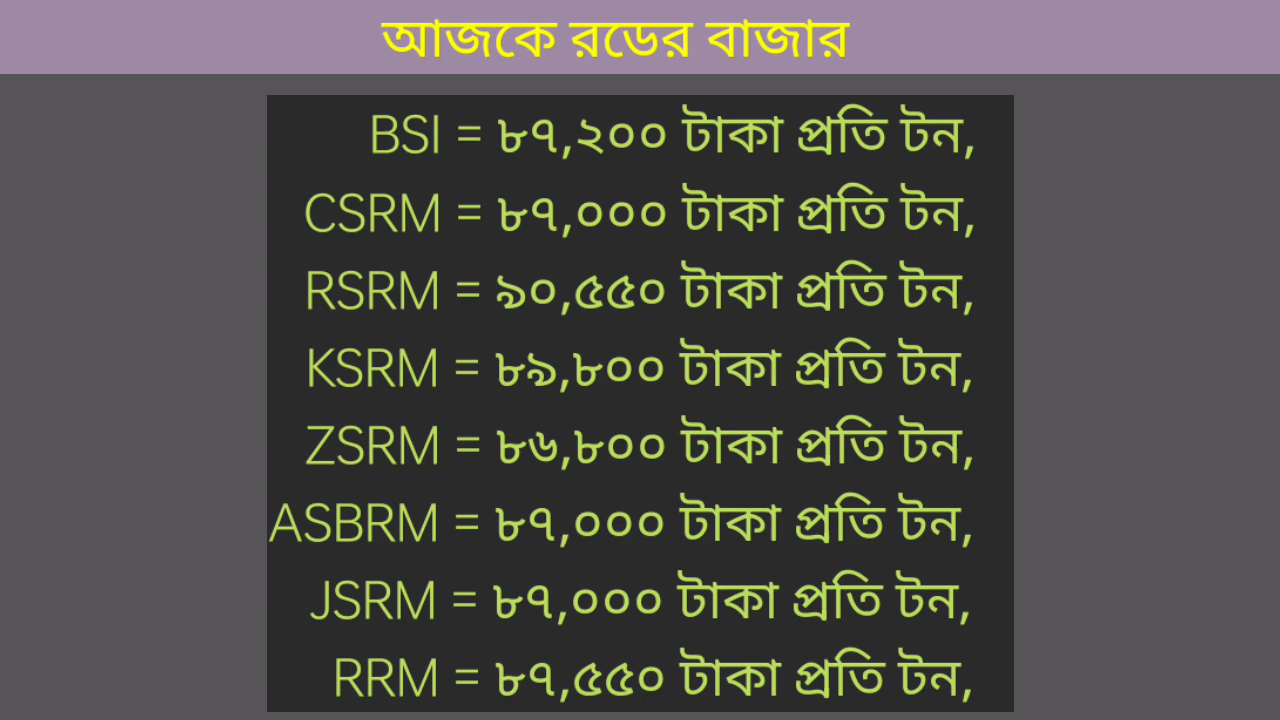 আজকে রডের বাজার
BSI = ৮৭,২০০ টাকা প্রতি টন,
CSRM = ৮৭,০০০ টাকা প্রতি টন,
RSRM = ৯০,৫৫০ টাকা প্রতি টন,
KSRM = ৮৯,৮০০ টাকা প্রতি টন,
ZSRM = ৮৬,৮০০ টাকা প্রতি টন,
ASBRM = ৮৭,০০০ টাকা প্রতি টন,
JSRM = ৮৭,০০০ টাকা প্রতি টন,
RRM = ৮৭,৫৫০ টাকা প্রতি টন,